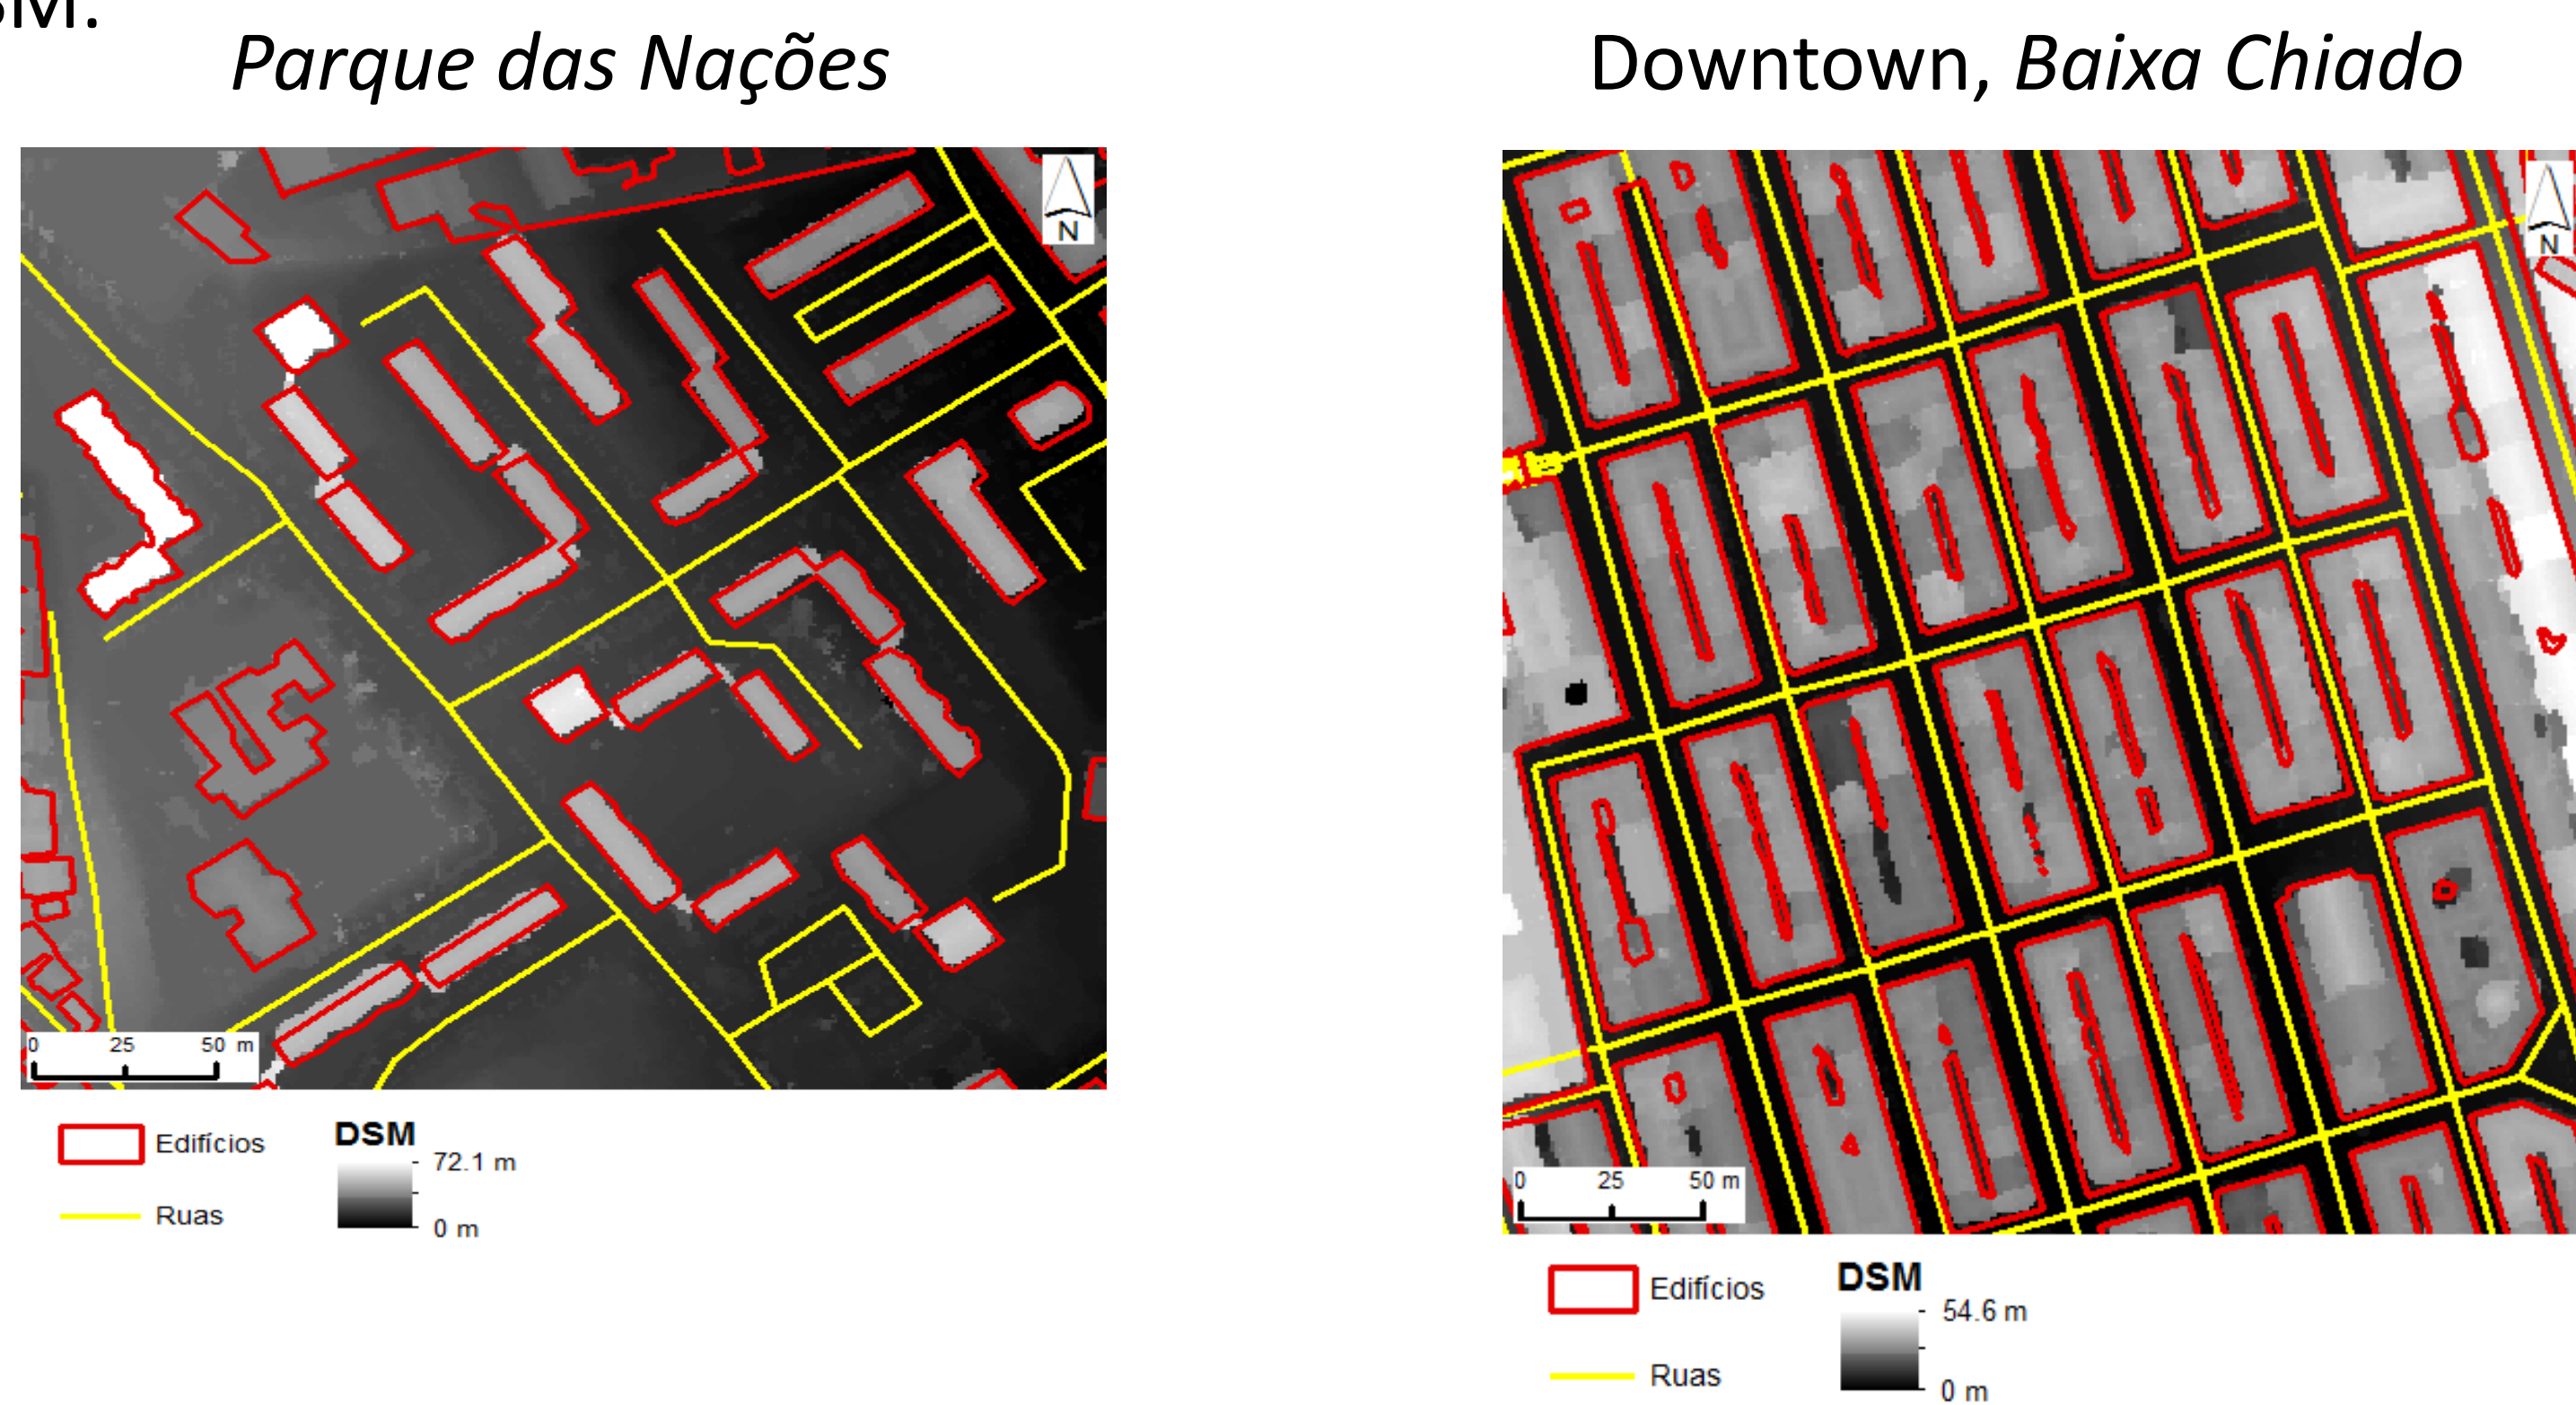 Parque das Nações
Downtown, Baixa Chiado
N
0 25 50 m
Edifícios
Ruas
DSM
72.1 m
0 m
N
0 25 50 m
Edifícios
Ruas
DSM
54.6 m
0 m